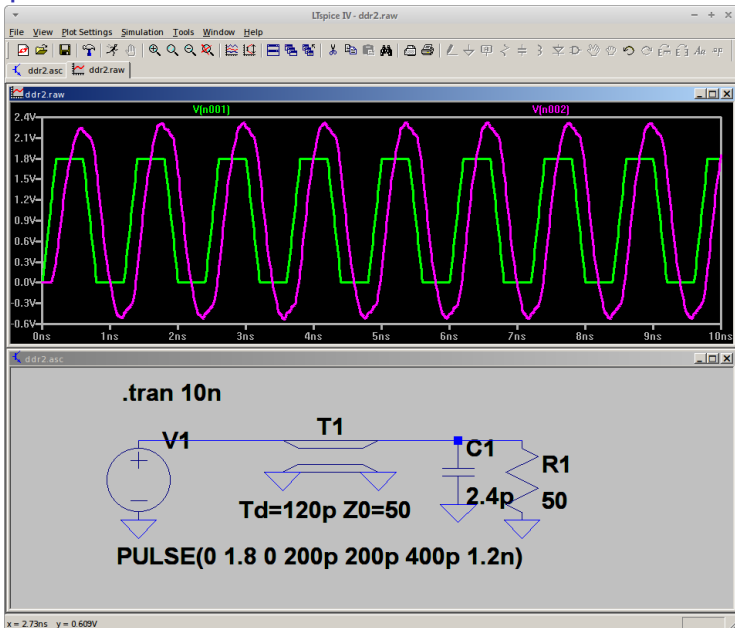 LTspice IV - ddr2.raw
File View Plot Settings Simulation Tools Window Help
ddr2.asc ddr2.raw
ddr2.raw
V(n001) V(n002)
2.4V
2.1V
1.8V
1.5V
1.2V
0.9V
0.6V
0.3V
0.0V
-0.3V
-0.6V
0ns 1ns 2ns 3ns 4ns 5ns 6ns 7ns 8ns 9ns 10ns
ddr2.asc
.tran 10n
V1 T1 C1 R1
2.4p 50
Td=120p Z0=50
PULSE(0 1.8 0 200p 200p 400p 1.2n)
x = 2.73ns y = 0.609V